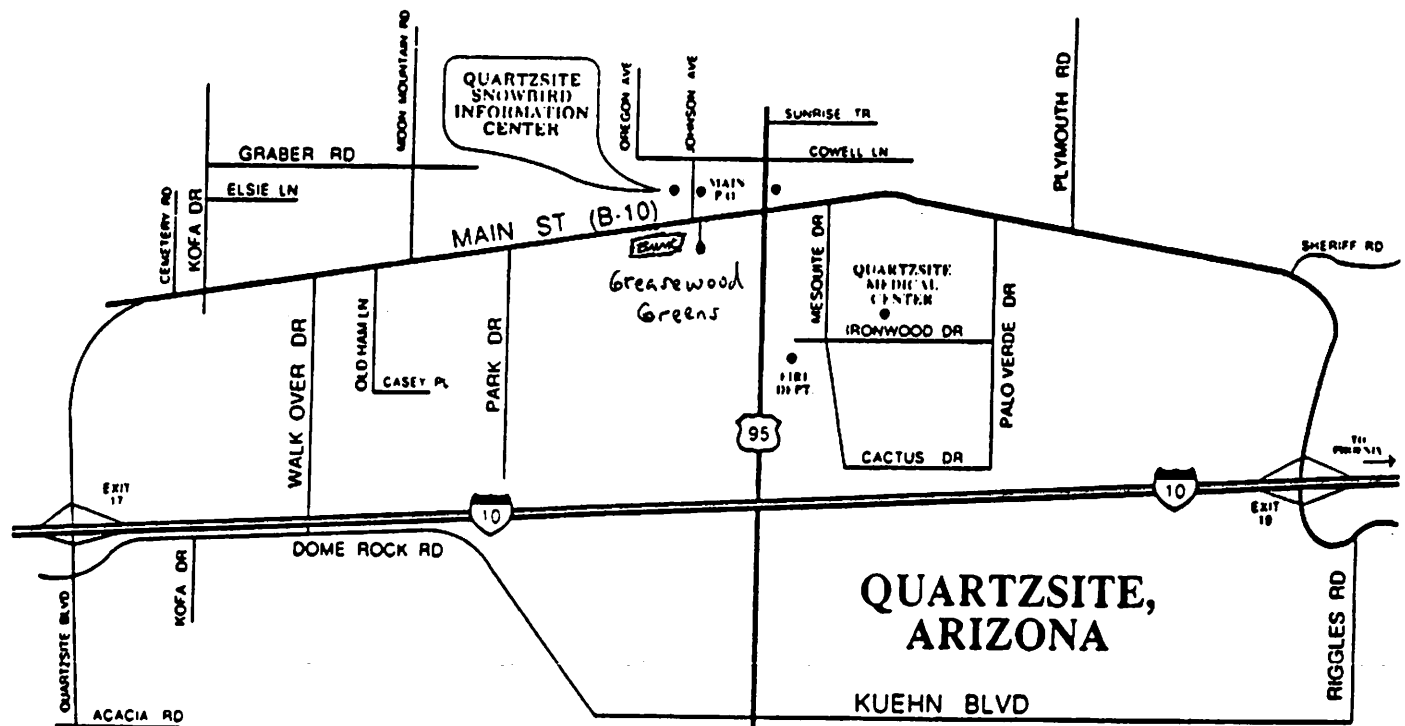 MOON MOUNTAIN RD
OREGON AVE
JOHNSON AVE
PLYMOUTH RD
QUARTZSITE
SNOWBIRD
INFORMATION
CENTER
SUNRISE TR
COWELL LN
GRABER RD
ELSIE LN
CEMETERY RD
KOFA DR
MAIN
P.O.
MAIN ST (B-10)
BANK
Greasewood
Greens
SHERIFF RD
MESQUITE DR
QUARTZSITE
MEDICAL
CENTER
IRONWOOD DR
PALO VERDE DR
WALK OVER DR
OLD HAM LN
CASEY PL
PARK DR
FIRE
DEPT.
95
CACTUS DR
TO
PHOENIX
EXIT
17
10
10
EXIT
19
DOME ROCK RD
KOFA DR
QUARTZSITE BLVD
QUARTZSITE,
ARIZONA
RIGGLES RD
KUEHN BLVD
ACACIA RD